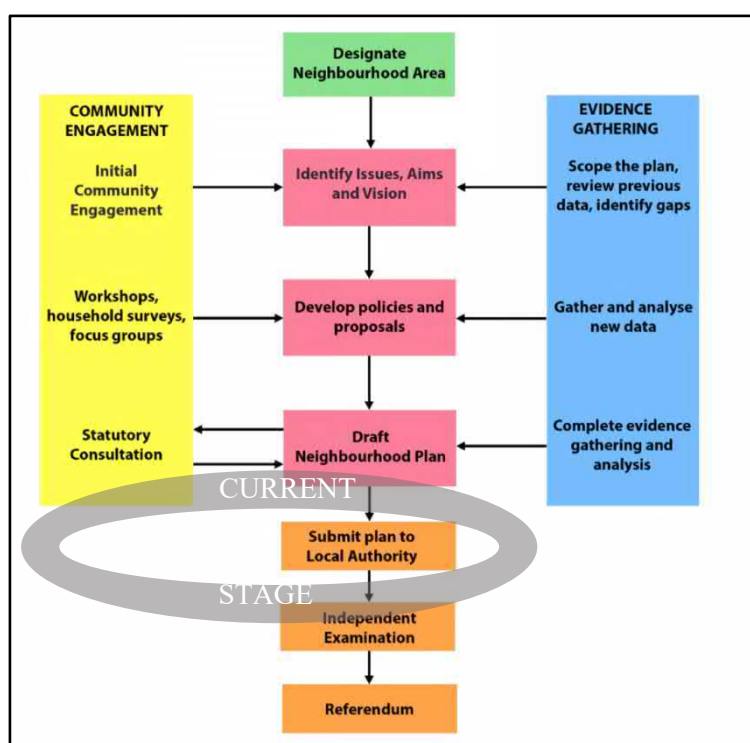 Designate
Neighbourhood Area
COMMUNITY
ENGAGEMENT
EVIDENCE
GATHERING
Initial
Community
Engagement
Identify Issues, Aims
and Vision
Scope the plan,
review previous
data, identify gaps
Workshops,
household surveys,
focus groups
Develop policies and
proposals
Gather and analyse
new data
Statutory
Consultation
Draft
Neighbourhood Plan
Complete evidence
gathering and
analysis
CURRENT
Submit plan to
Local Authority
STAGE
Independent
Examination
Referendum